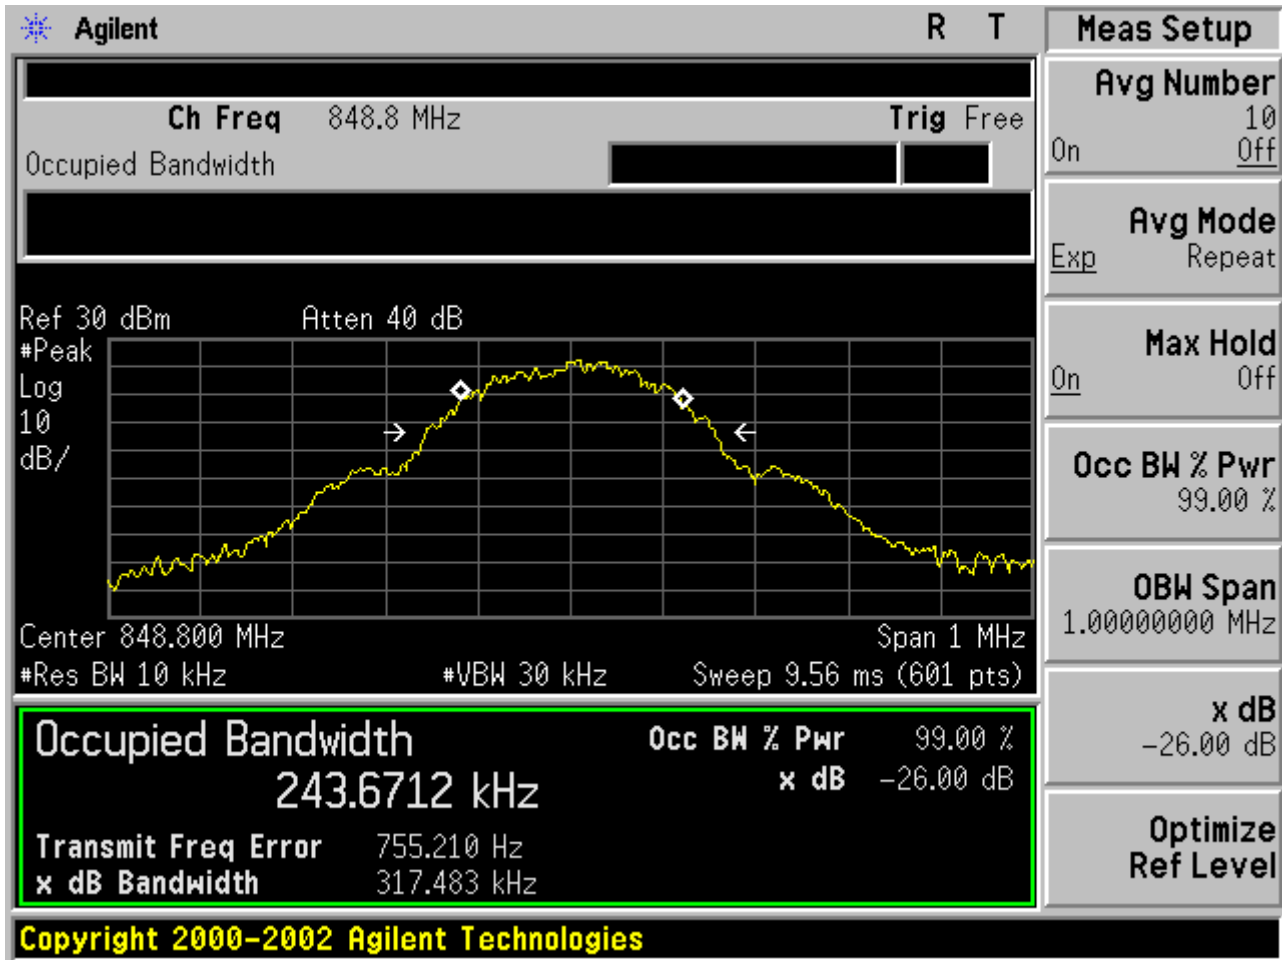 Agilent R T
Meas Setup
Ch Freq 848.8 MHz Trig Free
Occupied Bandwidth
Avg Number
10
On Off
Avg Mode
Exp Repeat
Max Hold
On Off
Occ BW % Pwr
99.00 %
OBW Span
1.00000000 MHz
x dB
-26.00 dB
Optimize
Ref Level
Ref 30 dBm Atten 40 dB
#Peak
Log
10
dB/
Center 848.800 MHz Span 1 MHz
#Res BW 10 kHz #VBW 30 kHz Sweep 9.56 ms (601 pts)
Occupied Bandwidth Occ BW % Pwr 99.00 %
243.6712 kHz x dB -26.00 dB
Transmit Freq Error 755.210 Hz
x dB Bandwidth 317.483 kHz
Copyright 2000-2002 Agilent Technologies